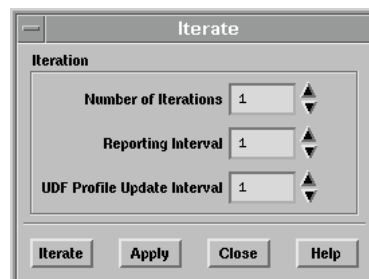 Iterate
Iteration
Number of Iterations 1
Reporting Interval 1
UDF Profile Update Interval 1
Iterate Apply Close Help